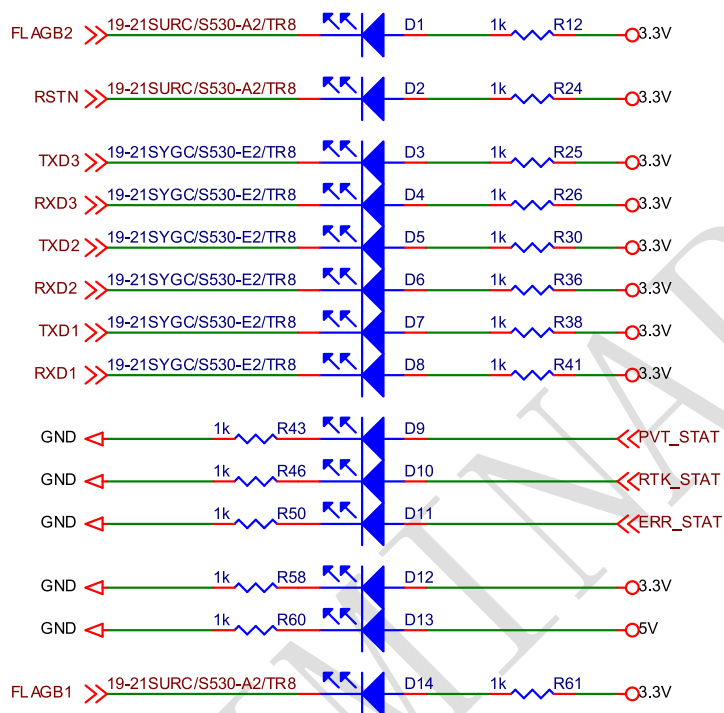 FLAGB2 19-21SURC/S530-A2/TR8 D1 1k R12 3.3V
RSTN 19-21SURC/S530-A2/TR8 D2 1k R24 3.3V
TXD3 19-21SYGC/S530-E2/TR8 D3 1k R25 3.3V
RXD3 19-21SYGC/S530-E2/TR8 D4 1k R26 3.3V
TXD2 19-21SYGC/S530-E2/TR8 D5 1k R30 3.3V
RXD2 19-21SYGC/S530-E2/TR8 D6 1k R36 3.3V
TXD1 19-21SYGC/S530-E2/TR8 D7 1k R38 3.3V
RXD1 19-21SYGC/S530-E2/TR8 D8 1k R41 3.3V
GND 1k R43 D9 PVT_STAT
GND 1k R46 D10 RTK_STAT
GND 1k R50 D11 ERR_STAT
GND 1k R58 D12 3.3V
GND 1k R60 D13 5V
FLAGB1 19-21SURC/S530-A2/TR8 D14 1k R61 3.3V